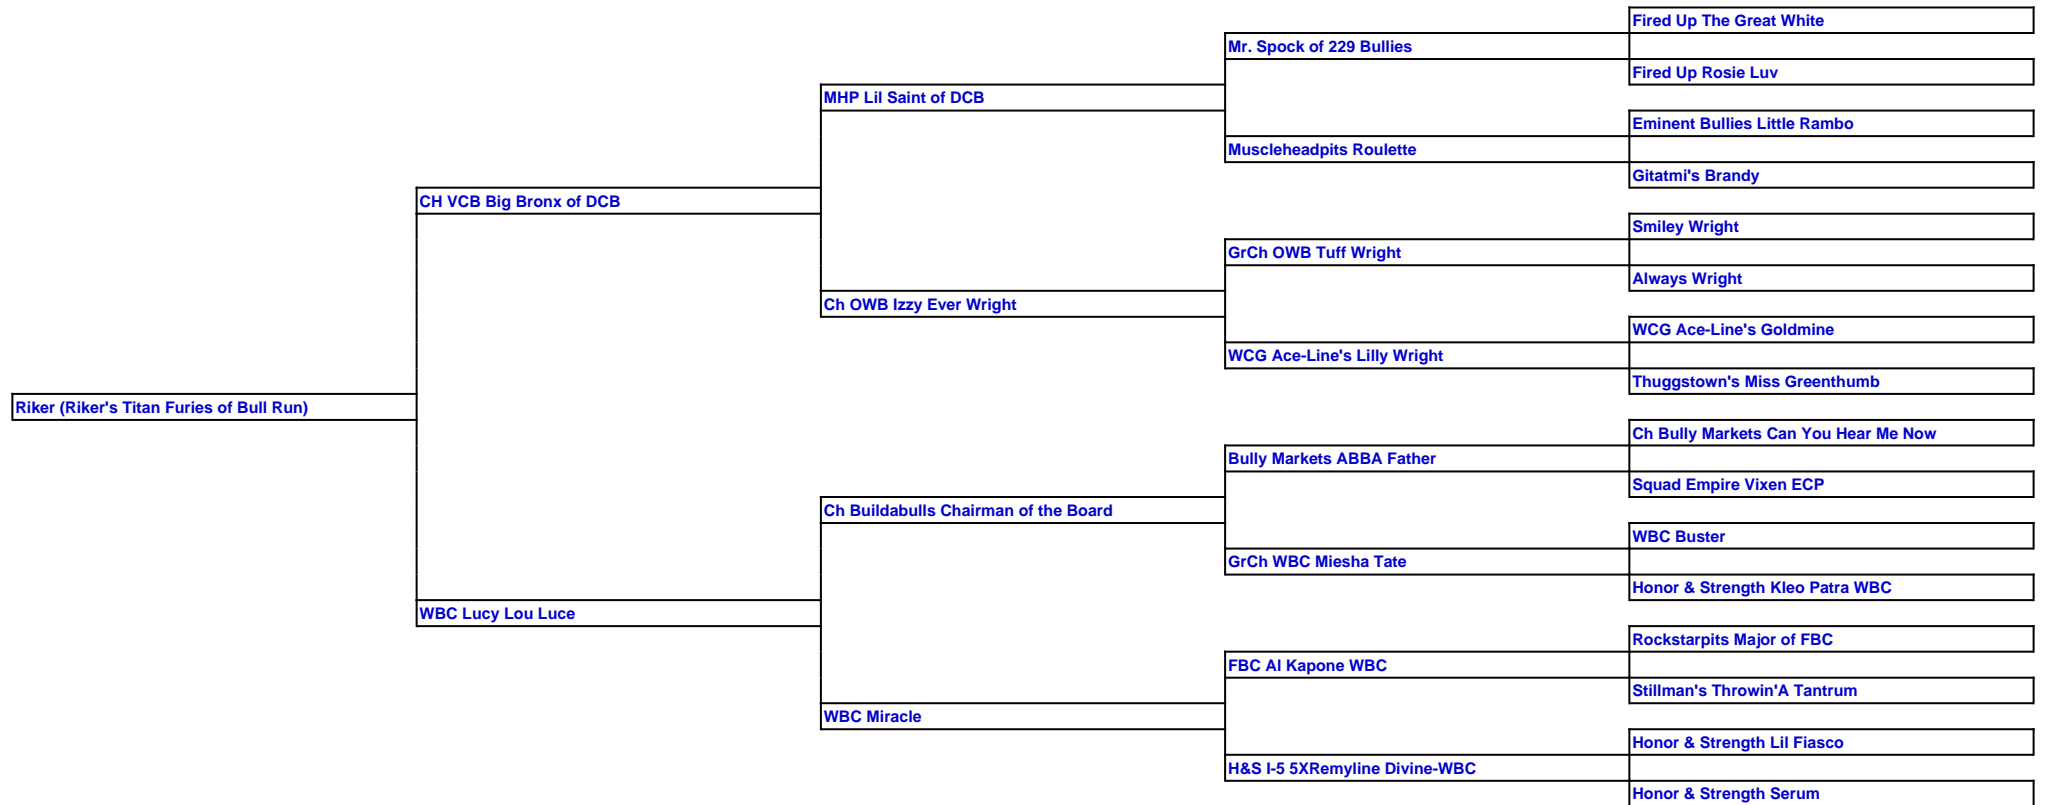 Fired Up The Great White
Mr. Spock of 229 Bullies
Fired Up Rosie Luv
MHP Lil Saint of DCB
Eminent Bullies Little Rambo
Muscleheadpits Roulette
Gitatmi's Brandy
CH VCB Big Bronx of DCB
Smiley Wright
GrCh OWB Tuff Wright
Always Wright
Ch OWB Izzy Ever Wright
WCG Ace-Line's Goldmine
WCG Ace-Line's Lilly Wright
Thuggstown's Miss Greenthumb
Riker (Riker's Titan Furies of Bull Run)
Ch Bully Markets Can You Hear Me Now
Bully Markets ABBA Father
Squad Empire Vixen ECP
Ch Buildabulls Chairman of the Board
WBC Buster
GrCh WBC Miesha Tate
Honor & Strength Kleo Patra WBC
WBC Lucy Lou Luce
Rockstarpits Major of FBC
FBC Al Kapone WBC
Stillman's Throwin'A Tantrum
WBC Miracle
Honor & Strength Lil Fiasco
H&S I-5 5XRemyline Divine-WBC
Honor & Strength Serum